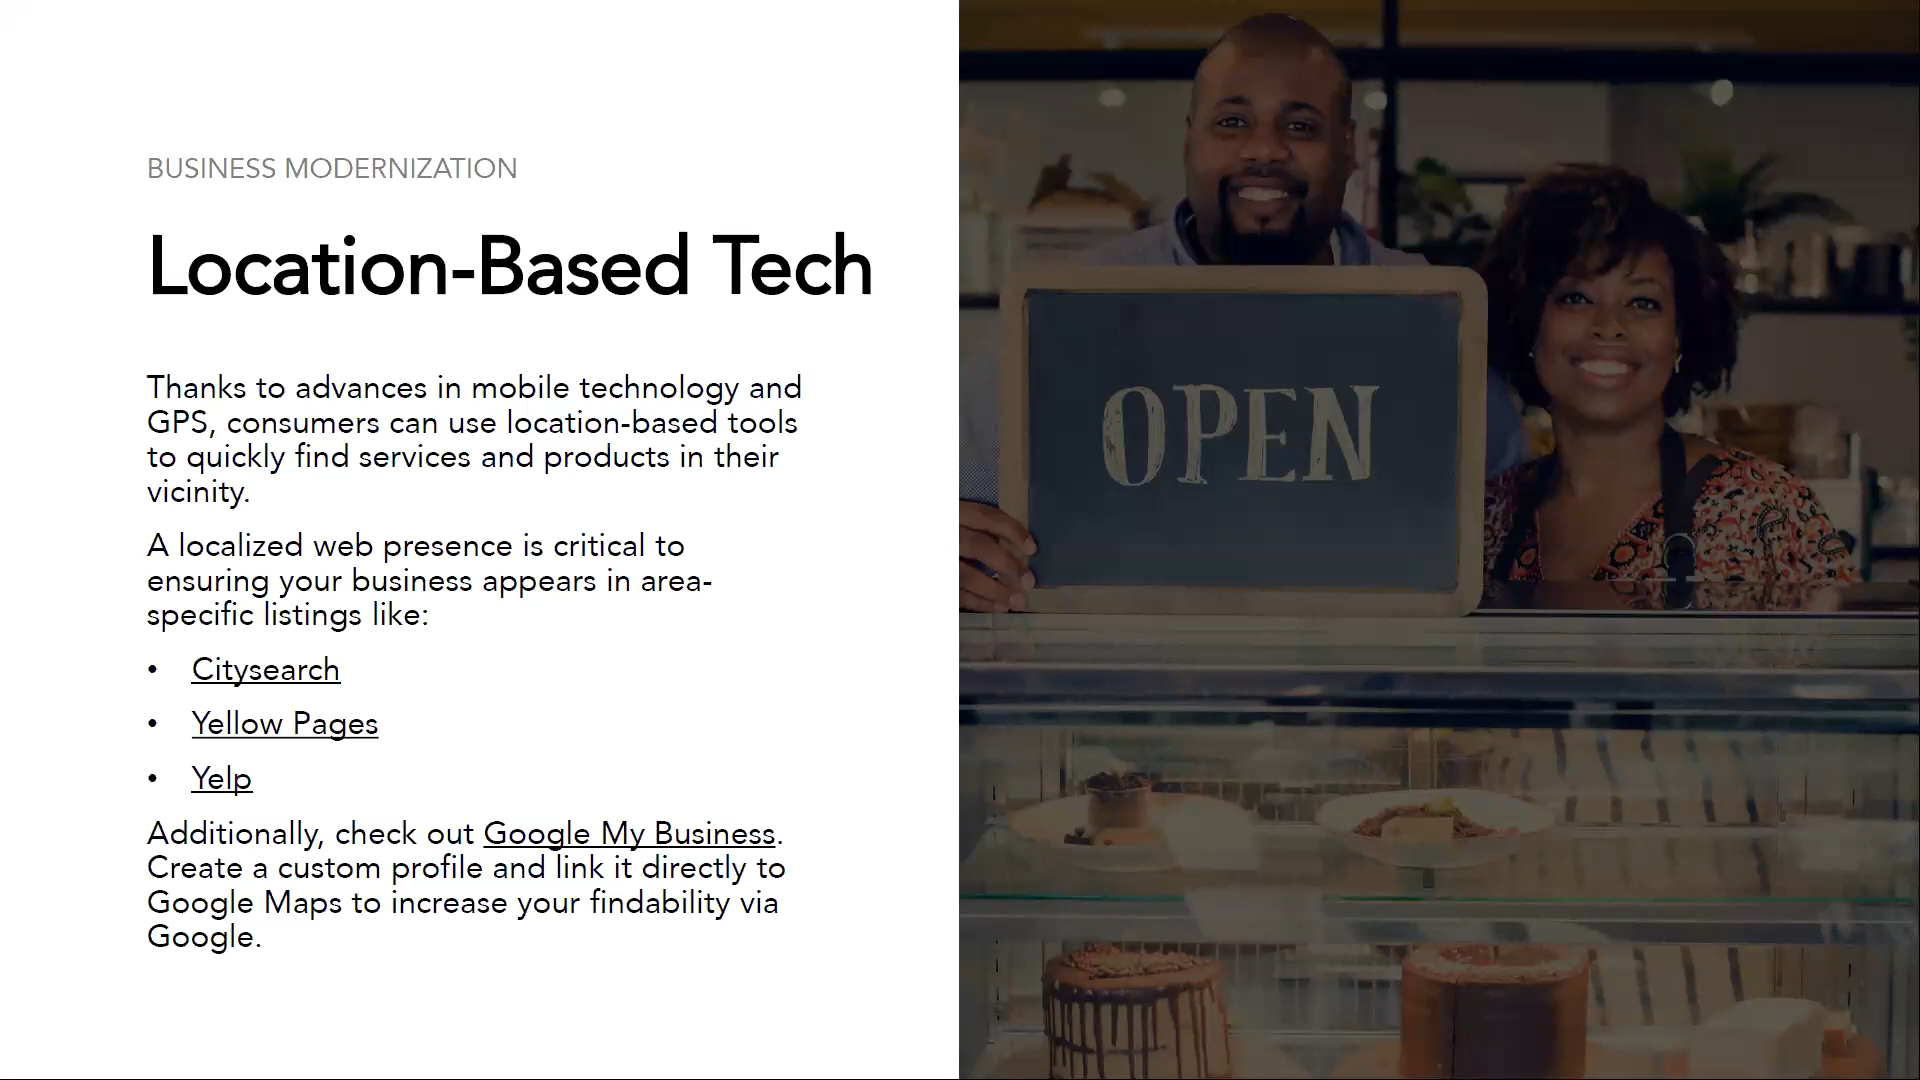 BUSINESS MODERNIZATION
Location-Based Tech
Thanks to advances in mobile technology and
GPS, consumers can use location-based tools
to quickly find services and products in their
vicinity.
A localized web presence is critical to
ensuring your business appears in area-
specific listings like:
• Citysearch
• Yellow Pages
• Yelp
Additionally, check out Google My Business.
Create a custom profile and link it directly to
Google Maps to increase your findability via
Google.
OPEN